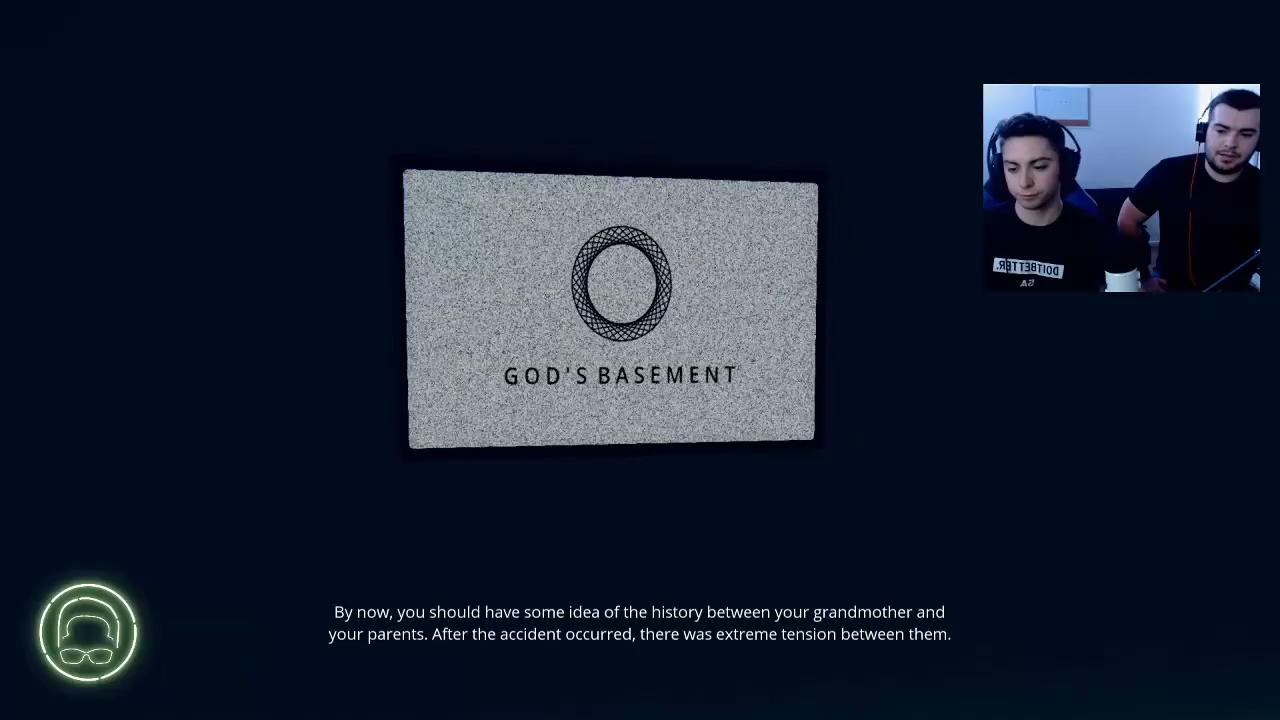 GOD'S BASEMENT
DOITBETTER.
By now, you should have some idea of the history between your grandmother and
your parents. After the accident occurred, there was extreme tension between them.